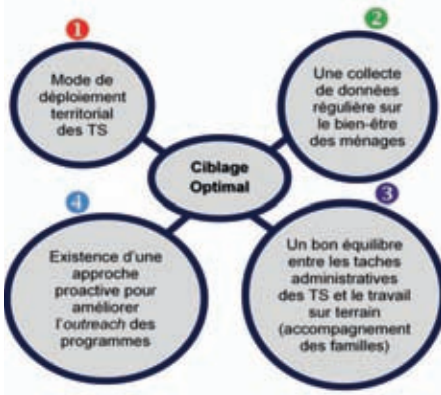 1
Mode de
déploiement
territorial
des TS
2
Une collecte
de données
régulière sur
le bien-être
des ménages
Ciblage
Optimal
4
Existence d'une
approche
proactive pour
améliorer
l'outreach des
programmes
3
Un bon équilibre
entre les taches
administratives
des TS et le travail
sur terrain
(accompagnement
des familles)